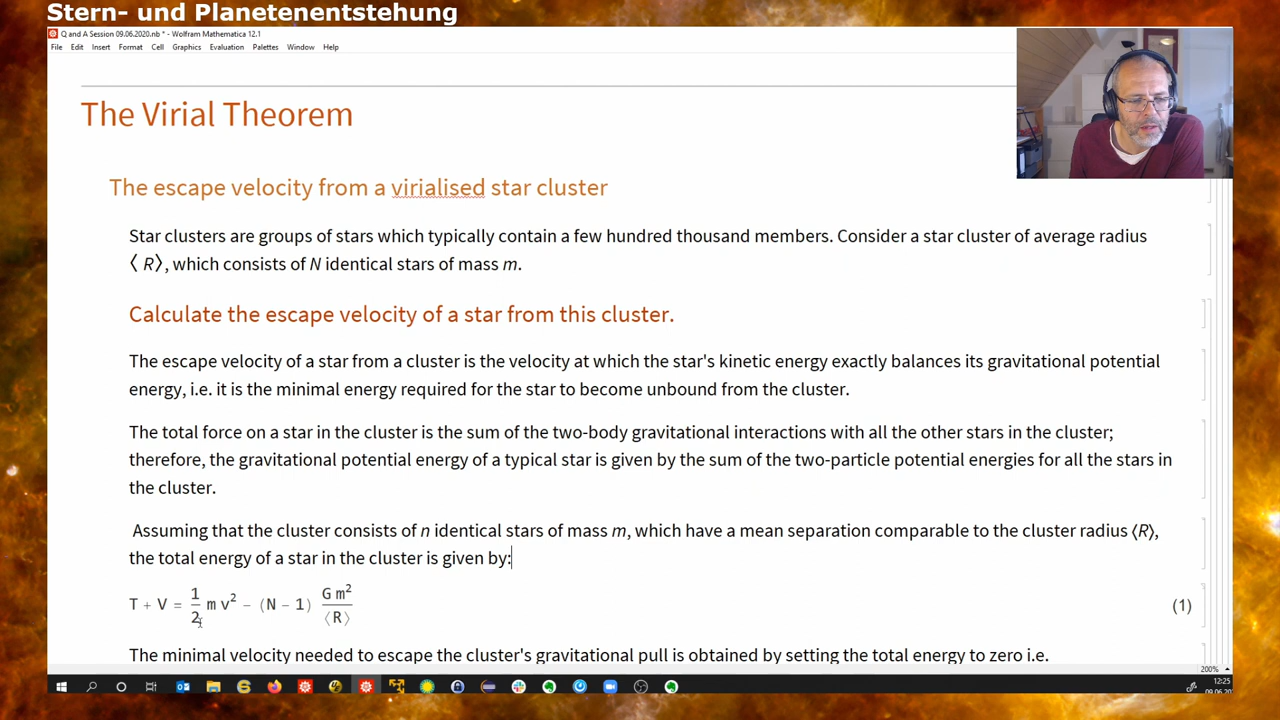 Stern- und Planetenentstehung
Q and A Session 09.06.2020.nb * - Wolfram Mathematica 12.1
File Edit Insert Format Cell Graphics Evaluation Palettes Window Help
The Virial Theorem
The escape velocity from a virialised star cluster
Star clusters are groups of stars which typically contain a few hundred thousand members. Consider a star cluster of average radius
⟨ R⟩, which consists of N identical stars of mass m.
Calculate the escape velocity of a star from this cluster.
The escape velocity of a star from a cluster is the velocity at which the star's kinetic energy exactly balances its gravitational potential
energy, i.e. it is the minimal energy required for the star to become unbound from the cluster.
The total force on a star in the cluster is the sum of the two-body gravitational interactions with all the other stars in the cluster;
therefore, the gravitational potential energy of a typical star is given by the sum of the two-particle potential energies for all the stars in
the cluster.
Assuming that the cluster consists of n identical stars of mass m, which have a mean separation comparable to the cluster radius ⟨R⟩,
the total energy of a star in the cluster is given by:
T + V = 1/2 m v² - (N - 1) G m²/⟨R⟩ (1)
The minimal velocity needed to escape the cluster's gravitational pull is obtained by setting the total energy to zero i.e.
200%
12:25
09.06.20